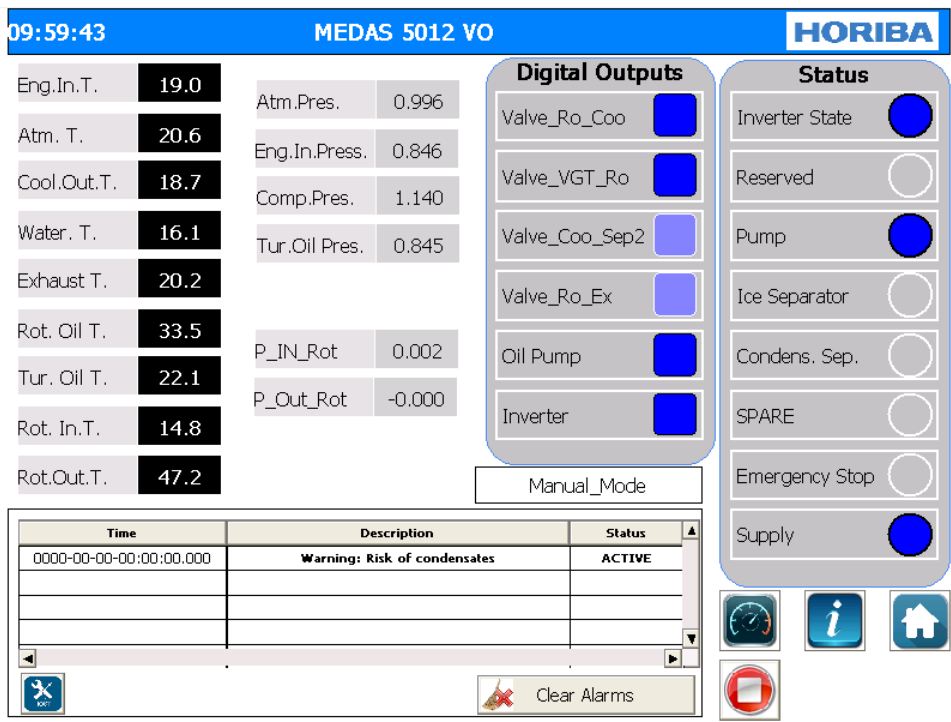 09:59:43 MEDAS 5012 VO HORIBA
Eng.In.T. 19.0
Atm. T. 20.6
Cool.Out.T. 18.7
Water. T. 16.1
Exhaust T. 20.2
Rot. Oil T. 33.5
Tur. Oil T. 22.1
Rot. In.T. 14.8
Rot.Out.T. 47.2
Atm.Pres. 0.996
Eng.In.Press. 0.846
Comp.Pres. 1.140
Tur.Oil Pres. 0.845
P_IN_Rot 0.002
P_Out_Rot -0.000
Digital Outputs
Valve_Ro_Coo
Valve_VGT_Ro
Valve_Coo_Sep2
Valve_Ro_Ex
Oil Pump
Inverter
Manual_Mode
Status
Inverter State
Reserved
Pump
Ice Separator
Condens. Sep.
SPARE
Emergency Stop
Supply
Time Description Status
0000-00-00-00:00:00.000 Warning: Risk of condensates ACTIVE
Clear Alarms
i